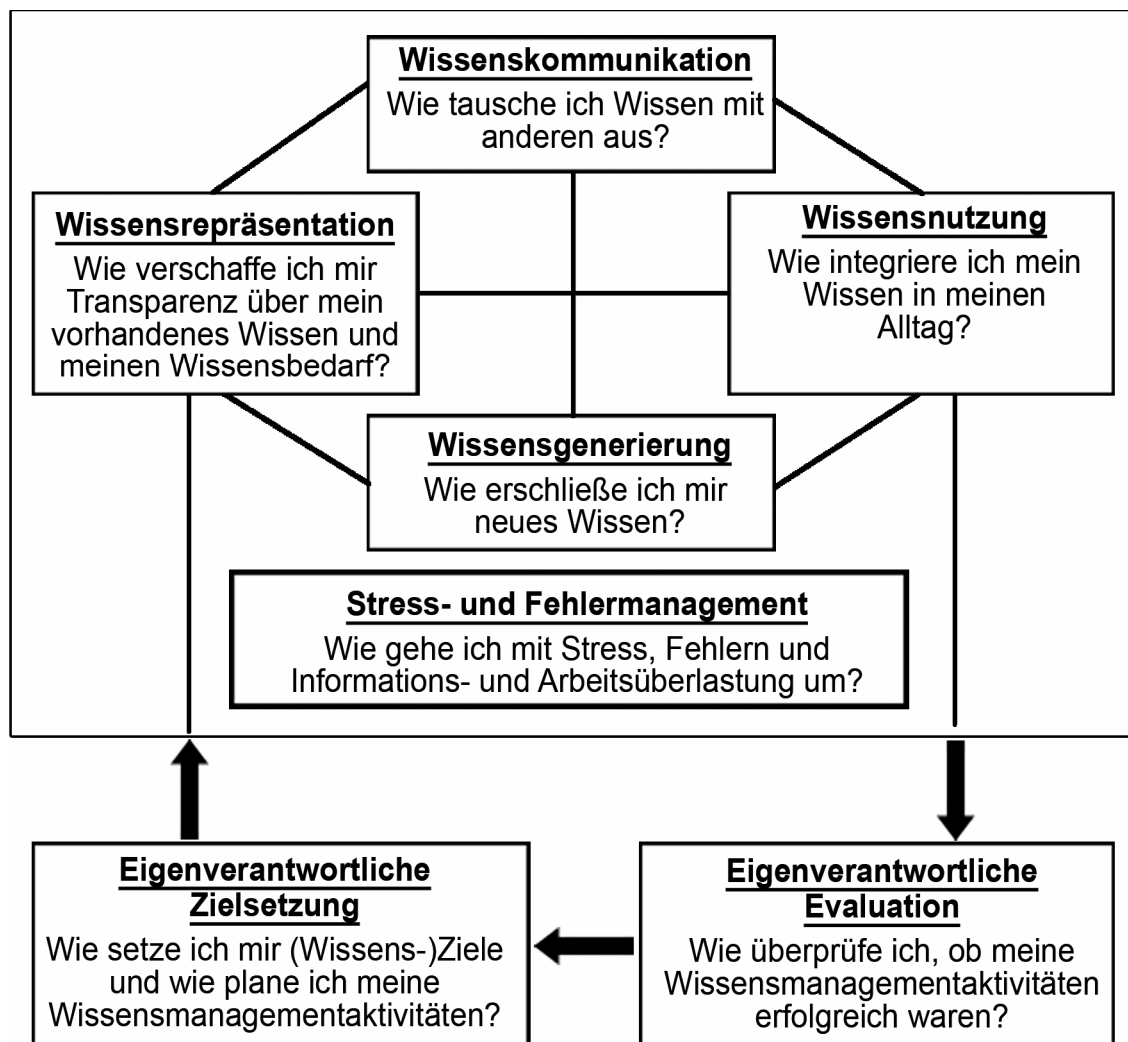 Wissenskommunikation
Wie tausche ich Wissen mit
anderen aus?
Wissensrepräsentation
Wie verschaffe ich mir
Transparenz über mein
vorhandenes Wissen und
meinen Wissensbedarf?
Wissensnutzung
Wie integriere ich mein
Wissen in meinen
Alltag?
Wissensgenerierung
Wie erschließe ich mir
neues Wissen?
Stress- und Fehlermanagement
Wie gehe ich mit Stress, Fehlern und
Informations- und Arbeitsüberlastung um?
Eigenverantwortliche
Zielsetzung
Wie setze ich mir (Wissens-)Ziele
und wie plane ich meine
Wissensmanagementaktivitäten?
Eigenverantwortliche
Evaluation
Wie überprüfe ich, ob meine
Wissensmanagementaktivitäten
erfolgreich waren?